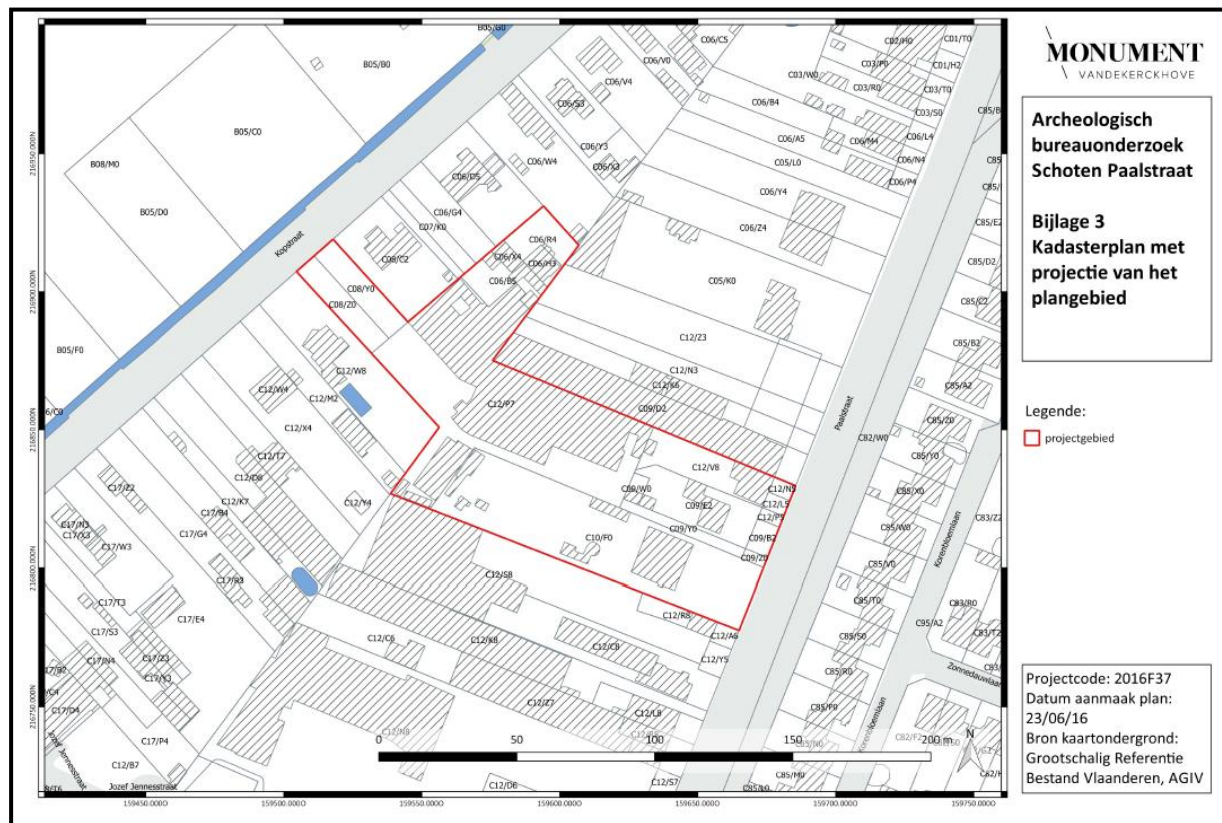 MONUMENT
VANDEKERCKHOVE
Archeologisch
bureauonderzoek
Schoten Paalstraat
Bijlage 3
Kadasterplan met
projectie van het
plangebied
Legende:
projectgebied
Projectcode: 2016F37
Datum aanmaak plan:
23/06/16
Bron kaartondergrond:
Grootschalig Referentie
Bestand Vlaanderen, AGIV
B05/G0
B05/B0
B05/C0
B08/M0
B05/D0
B05/F0
Kopstraat
C06/C5
C06/V0
C06/V4
C06/S3
C06/Y3
C06/X3
C06/W4
C06/G4
C07/K0
C08/C2
C06/R4
C06/X4
C06/H3
C06/B5
C08/Y0
C08/Z0
C02/H0
C01/T0
C03/P0
C01/H2
C03/W0
C03/R0
C03/T0
C03/S0
C06/B4
C06/L4
C06/A5
C06/M4
C05/L0
C06/N4
C06/P4
C06/Y4
C06/Z4
C05/K0
C12/Z3
C12/N3
C12/K6
C09/D2
C12/P7
C12/W8
C12/W4
C12/M2
C12/X4
C12/T7
C12/K7
C12/Y4
C17/Z2
C17/R4
C17/N3
C17/X3
C17/W3
C17/G4
C17/T3
C17/S3
C17/E4
C17/N4
C17/Z3
C17/Y3
C17/D4
C17/P4
C12/B7
Jozef Jennesstraat
Jozef Jennesstraat
C12/V8
C12/N5
C12/L5
C12/P5
C09/W0
C09/E2
C09/Y0
C09/B2
C09/Z0
C10/F0
C12/S8
C12/R8
C12/A6
C12/Y5
C12/C6
C12/K8
C12/C8
C12/Z7
C12/L8
C12/N8
C12/D6
C12/S7
Paalstraat
C82/W0
C85/D2
C85/C2
C85/B2
C85/A2
C85/Z0
C85/Y0
C85/X0
C85/W0
C85/V0
C85/T0
C85/S0
C85/R0
C85/P0
C85/M0
C85/L0
C83/Z2
C83/R0
C83/T2
C95/A2
C82/F2
Korenbloemlaan
Korenbloemlaan
Zonnedauwlaan
0
50
100
150
200 m
N
216950.000N
216900.000N
216850.000N
216800.000N
216750.000N
159450.0000
159500.0000
159550.0000
159600.0000
159650.0000
159700.0000
159750.0000